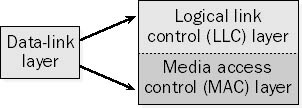 Data-link
layer
Logical link
control (LLC) layer
Media access
control (MAC) layer